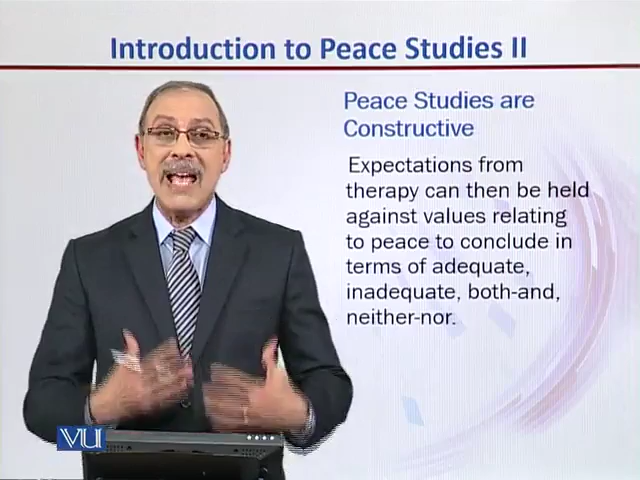 Introduction to Peace Studies II
Peace Studies are
Constructive
Expectations from
therapy can then be held
against values relating
to peace to conclude in
terms of adequate,
inadequate, both-and,
neither-nor.
VU